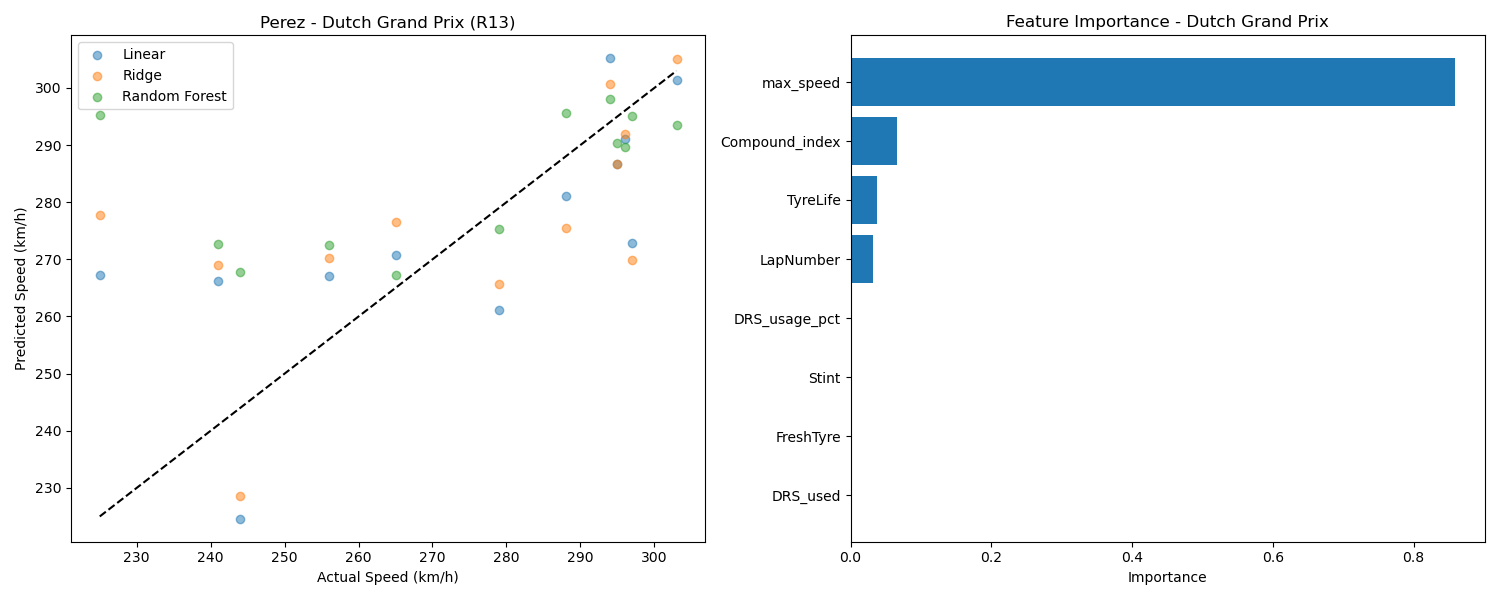 Perez - Dutch Grand Prix (R13)
Linear
Ridge
Random Forest
Predicted Speed (km/h)
300
290
280
270
260
250
240
230
230 240 250 260 270 280 290 300
Actual Speed (km/h)
Feature Importance - Dutch Grand Prix
max_speed
Compound_index
TyreLife
LapNumber
DRS_usage_pct
Stint
FreshTyre
DRS_used
0.0 0.2 0.4 0.6 0.8
Importance